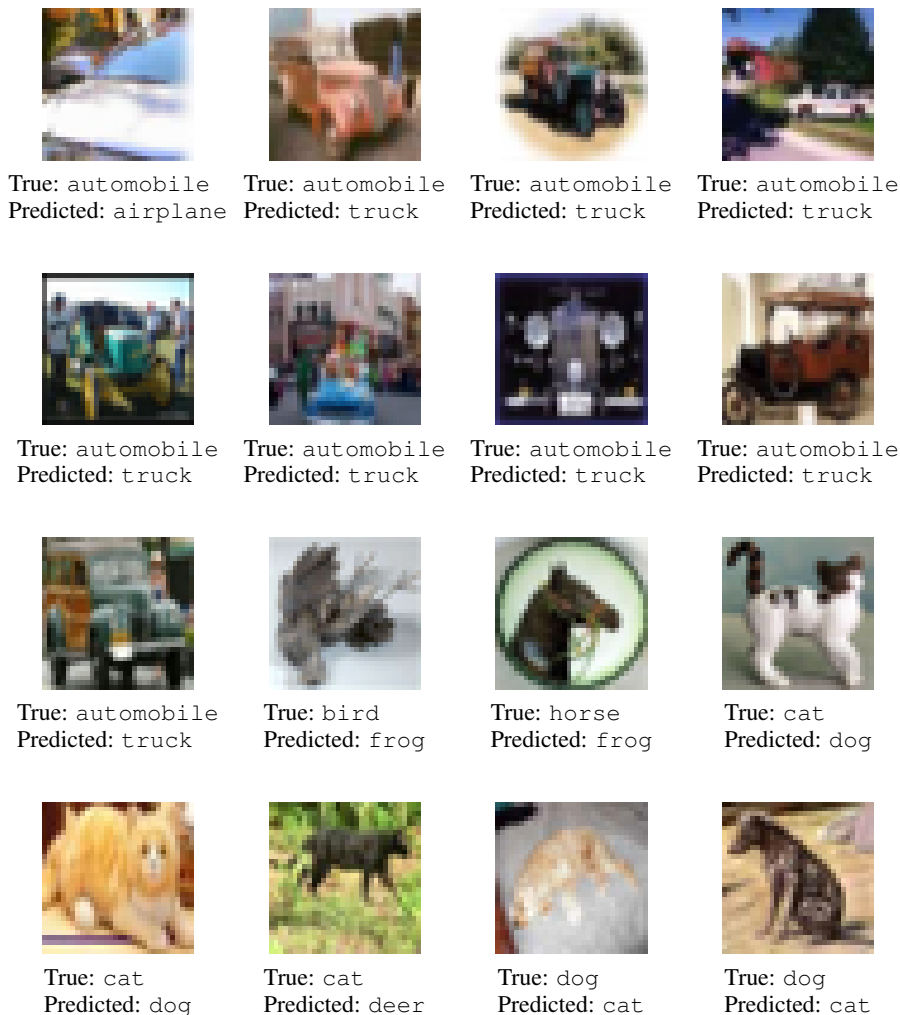 True: automobile
Predicted: airplane
True: automobile
Predicted: truck
True: automobile
Predicted: truck
True: automobile
Predicted: truck
True: automobile
Predicted: truck
True: automobile
Predicted: truck
True: automobile
Predicted: truck
True: automobile
Predicted: truck
True: automobile
Predicted: truck
True: bird
Predicted: frog
True: horse
Predicted: frog
True: cat
Predicted: dog
True: cat
Predicted: dog
True: cat
Predicted: deer
True: dog
Predicted: cat
True: dog
Predicted: cat